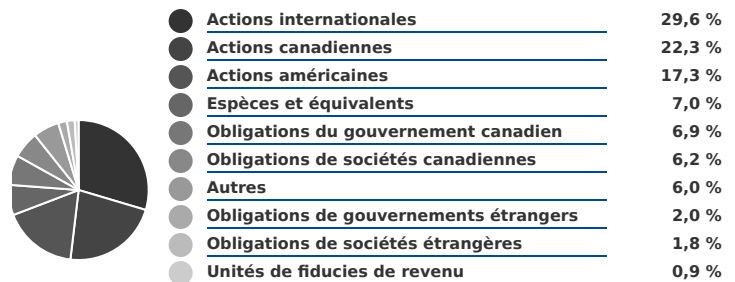 Actions internationales 29,6 %
Actions canadiennes 22,3 %
Actions américaines 17,3 %
Espèces et équivalents 7,0 %
Obligations du gouvernement canadien 6,9 %
Obligations de sociétés canadiennes 6,2 %
Autres 6,0 %
Obligations de gouvernements étrangers 2,0 %
Obligations de sociétés étrangères 1,8 %
Unités de fiducies de revenu 0,9 %